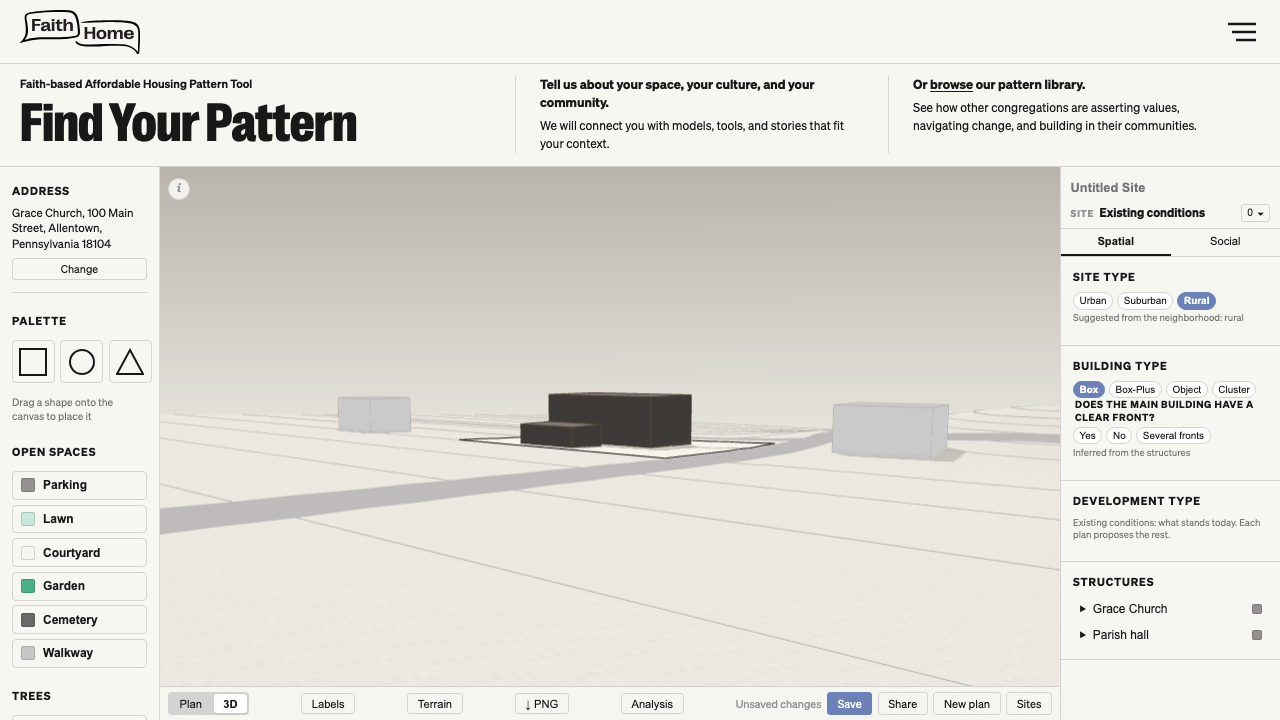 Faith
Home
Faith-based Affordable Housing Pattern Tool
Find Your Pattern
Tell us about your space, your culture, and your
community.
We will connect you with models, tools, and stories that fit
your context.
Or browse our pattern library.
See how other congregations are asserting values,
navigating change, and building in their communities.
ADDRESS
Grace Church, 100 Main
Street, Allentown,
Pennsylvania 18104
Change
PALETTE
Drag a shape onto the
canvas to place it
OPEN SPACES
Parking
Lawn
Courtyard
Garden
Cemetery
Walkway
TREES
i
Plan
3D
Labels
Terrain
↓ PNG
Analysis
Unsaved changes
Save
Share
New plan
Sites
Untitled Site
SITE Existing conditions
0
Spatial
Social
SITE TYPE
Urban
Suburban
Rural
Suggested from the neighborhood: rural
BUILDING TYPE
Box
Box-Plus
Object
Cluster
DOES THE MAIN BUILDING HAVE A
CLEAR FRONT?
Yes
No
Several fronts
Inferred from the structures
DEVELOPMENT TYPE
Existing conditions: what stands today. Each
plan proposes the rest.
STRUCTURES
Grace Church
Parish hall